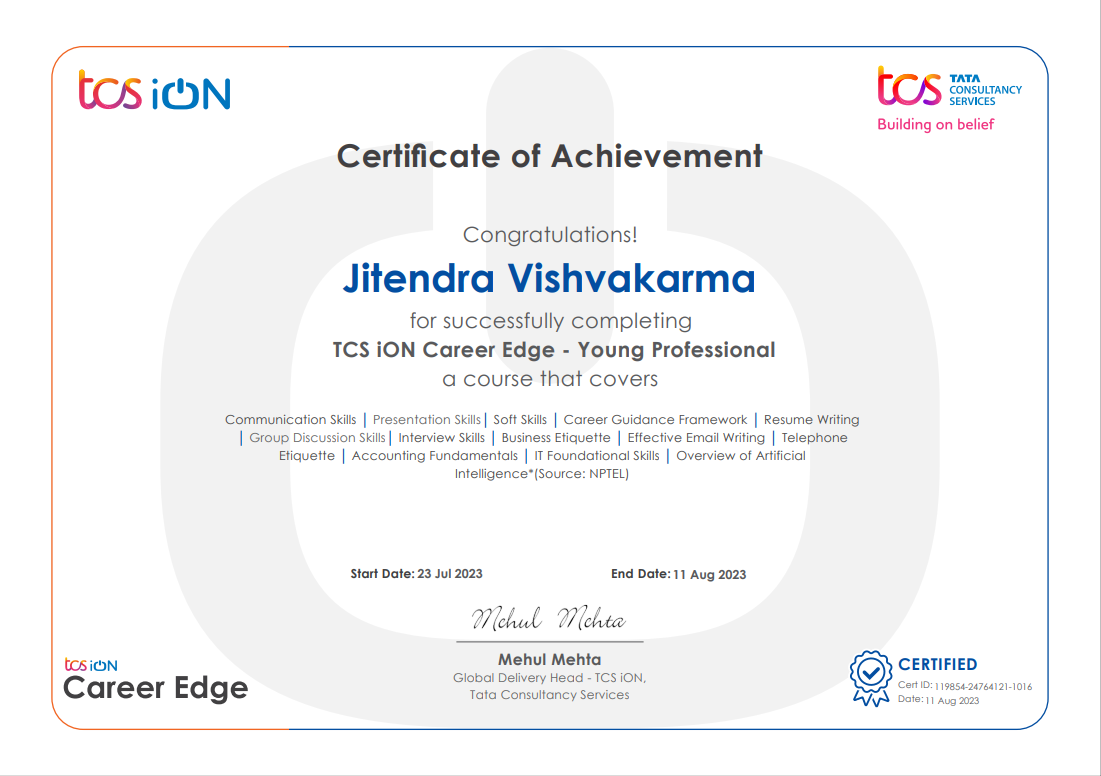 tcs iON
tcs TATA
CONSULTANCY
SERVICES
Building on belief
Certificate of Achievement
Congratulations!
Jitendra Vishvakarma
for successfully completing
TCS iON Career Edge - Young Professional
a course that covers
Communication Skills | Presentation Skills| Soft Skills | Career Guidance Framework | Resume Writing
| Group Discussion Skills| Interview Skills | Business Etiquette | Effective Email Writing | Telephone
Etiquette | Accounting Fundamentals | IT Foundational Skills | Overview of Artificial
Intelligence*(Source: NPTEL)
Start Date: 23 Jul 2023 End Date: 11 Aug 2023
Mehul Mehta
Mehul Mehta
Global Delivery Head - TCS iON,
Tata Consultancy Services
tcs iON
Career Edge
CERTIFIED
Cert ID: 119854-24764121-1016
Date: 11 Aug 2023